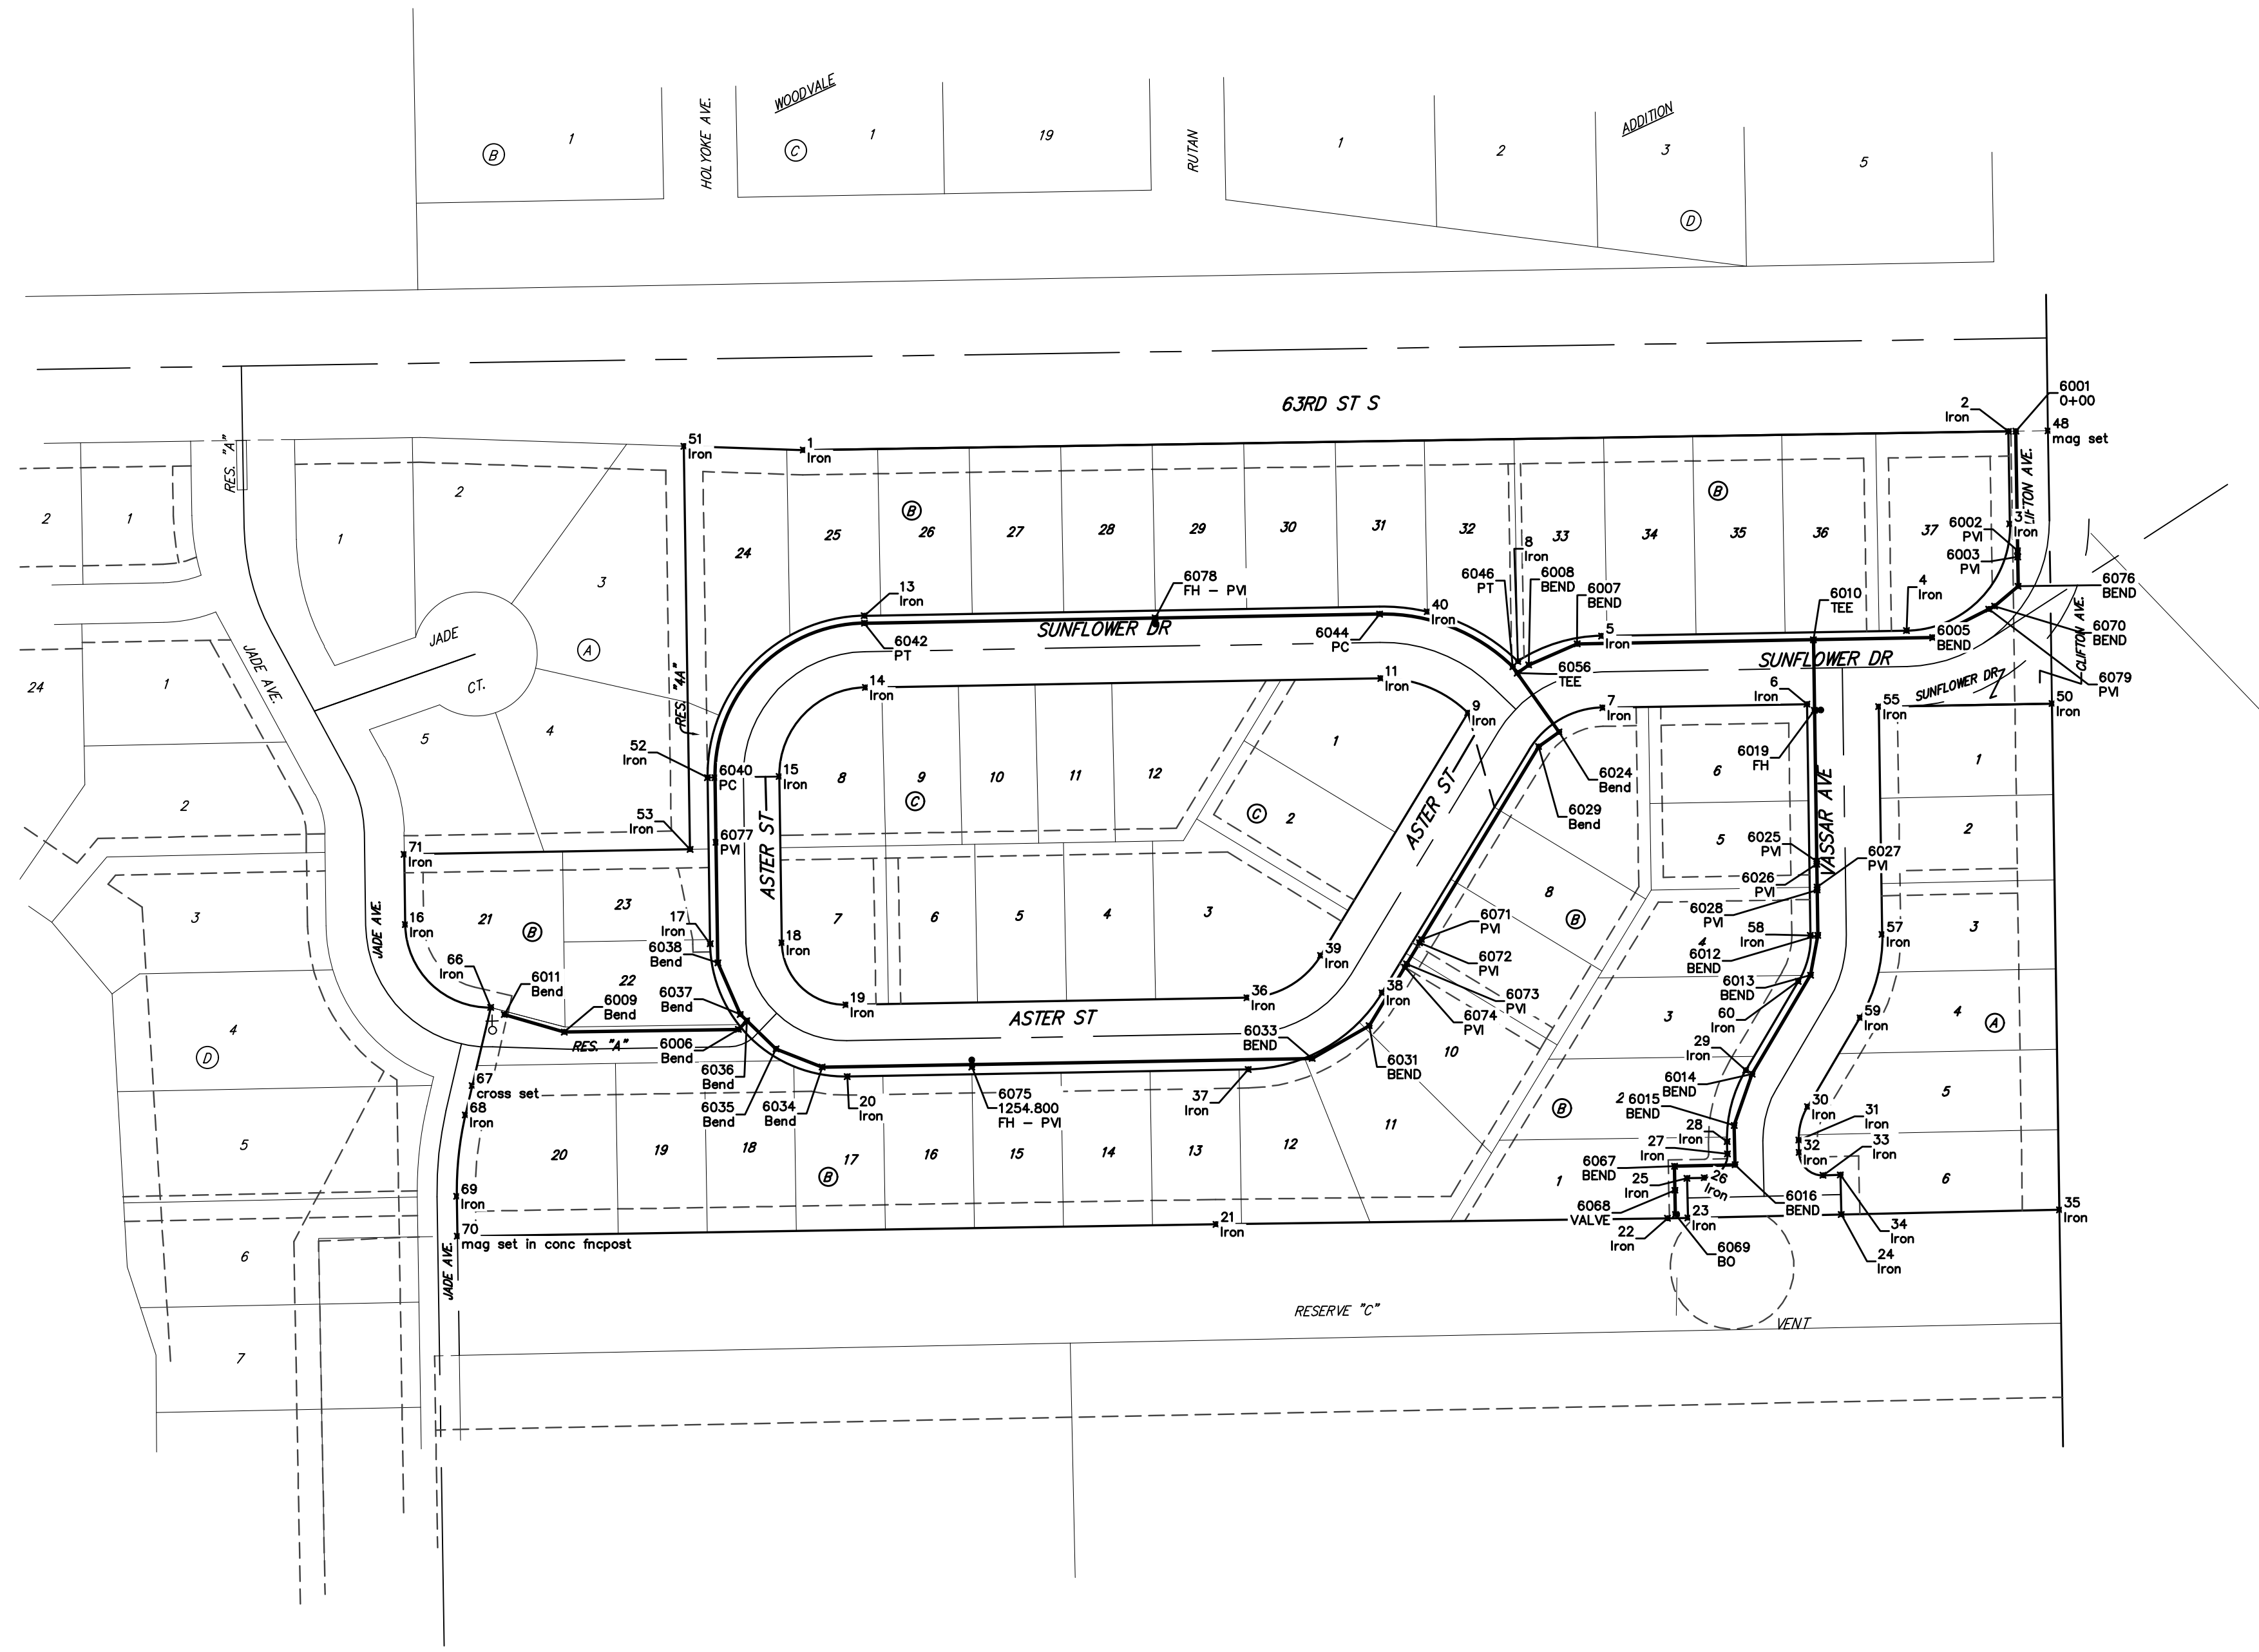 WOODVALE
ADDITION
B
1
HOLYOKE AVE.
C
1
19
RUTAN
1
2
3
5
D
63RD ST S
6001
0+00
2
Iron
48
mag set
51
Iron
1
Iron
RES. "A"
2
1
1
2
3
A
JADE
CT.
4
5
JADE AVE.
24
1
2
24
25
B
26
27
28
29
30
31
32
33
34
35
B
36
37
CLIFTON AVE.
3
Iron
6002
PVI
6003
PVI
6076
BEND
6070
BEND
6079
PVI
CLIFTON AVE.
4
Iron
6005
BEND
6010
TEE
8
Iron
6046
PT
6008
BEND
6007
BEND
5
Iron
6056
TEE
40
Iron
6044
PC
6078
FH - PVI
13
Iron
6042
PT
SUNFLOWER DR
SUNFLOWER DR
SUNFLOWER DR
RES. "4A"
14
Iron
11
Iron
9
Iron
7
Iron
6
Iron
55
Iron
50
Iron
52
Iron
6040
PC
15
Iron
8
9
10
11
12
C
1
C
2
6019
FH
6024
Bend
6029
Bend
6
5
VASSAR AVE
1
2
53
Iron
6077
PVI
ASTER ST
ASTER ST
71
Iron
6025
PVI
6026
PVI
6027
PVI
6028
PVI
3
16
Iron
JADE AVE.
21
B
23
22
17
Iron
6038
Bend
18
Iron
7
6
5
4
3
39
Iron
6071
PVI
6072
PVI
6073
PVI
6074
PVI
8
B
4
58
Iron
6012
BEND
57
Iron
3
66
Iron
6011
Bend
6009
Bend
6037
Bend
19
Iron
36
Iron
38
Iron
6013
BEND
60
Iron
59
Iron
4
A
4
D
RES. "A"
6006
Bend
ASTER ST
6033
BEND
6031
BEND
10
3
29
Iron
6014
BEND
67
cross set
68
Iron
6036
Bend
6035
Bend
6034
Bend
20
Iron
6075
1254.800
FH - PVI
37
Iron
B
2
6015
BEND
28
Iron
27
Iron
30
Iron
31
Iron
32
Iron
33
5
5
20
19
18
17
16
15
14
13
12
11
B
1
6067
BEND
25
Iron
26
Iron
6068
VALVE
6016
BEND
6
35
Iron
69
Iron
70
mag set in conc fncpost
21
Iron
22
Iron
23
Iron
6069
BO
34
Iron
24
Iron
6
JADE AVE.
7
RESERVE "C"
VENT